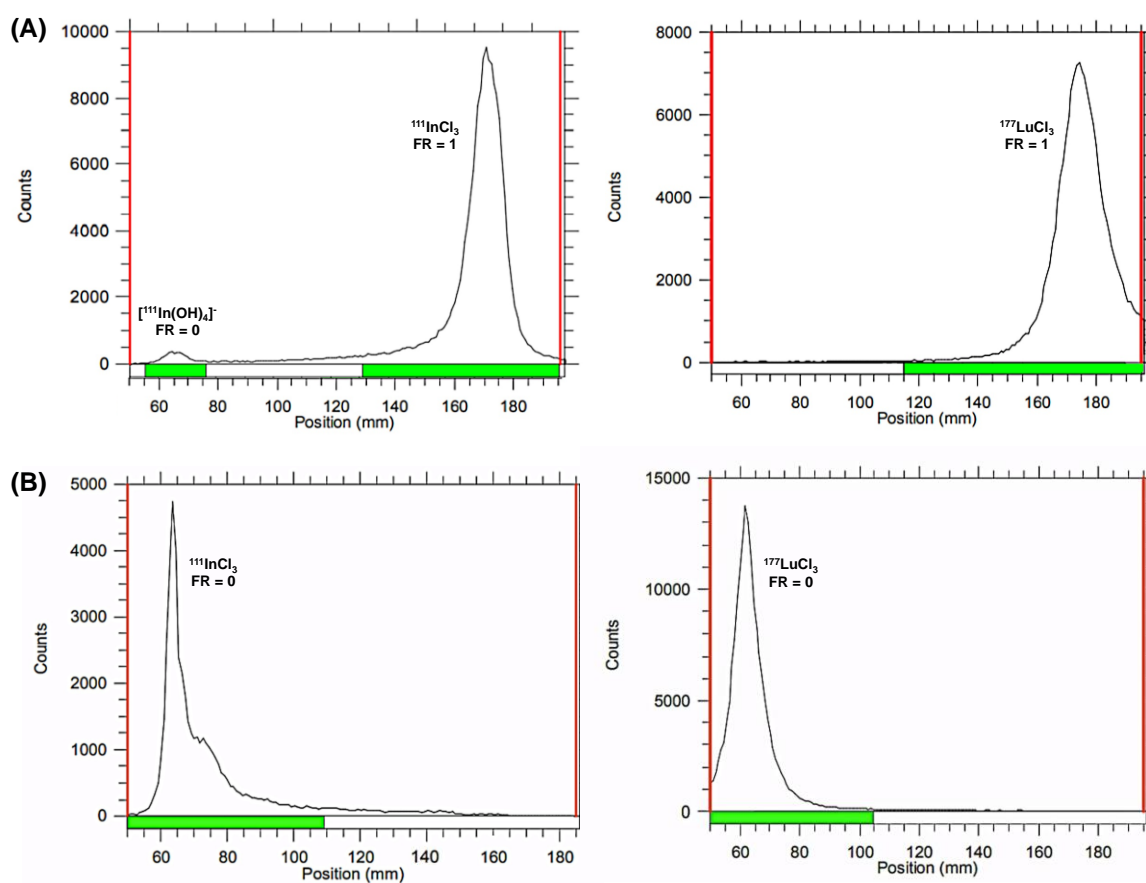 (A)
10000
8000
6000
4000
2000
0
Counts
¹¹¹InCl₃
FR = 1
[¹¹¹In(OH)₄]⁻
FR = 0
60 80 100 120 140 160 180
Position (mm)
8000
6000
4000
2000
0
Counts
¹⁷⁷LuCl₃
FR = 1
60 80 100 120 140 160 180
Position (mm)
(B)
5000
4000
3000
2000
1000
0
Counts
¹¹¹InCl₃
FR = 0
60 80 100 120 140 160 180
Position (mm)
15000
10000
5000
0
Counts
¹⁷⁷LuCl₃
FR = 0
60 80 100 120 140 160 180
Position (mm)